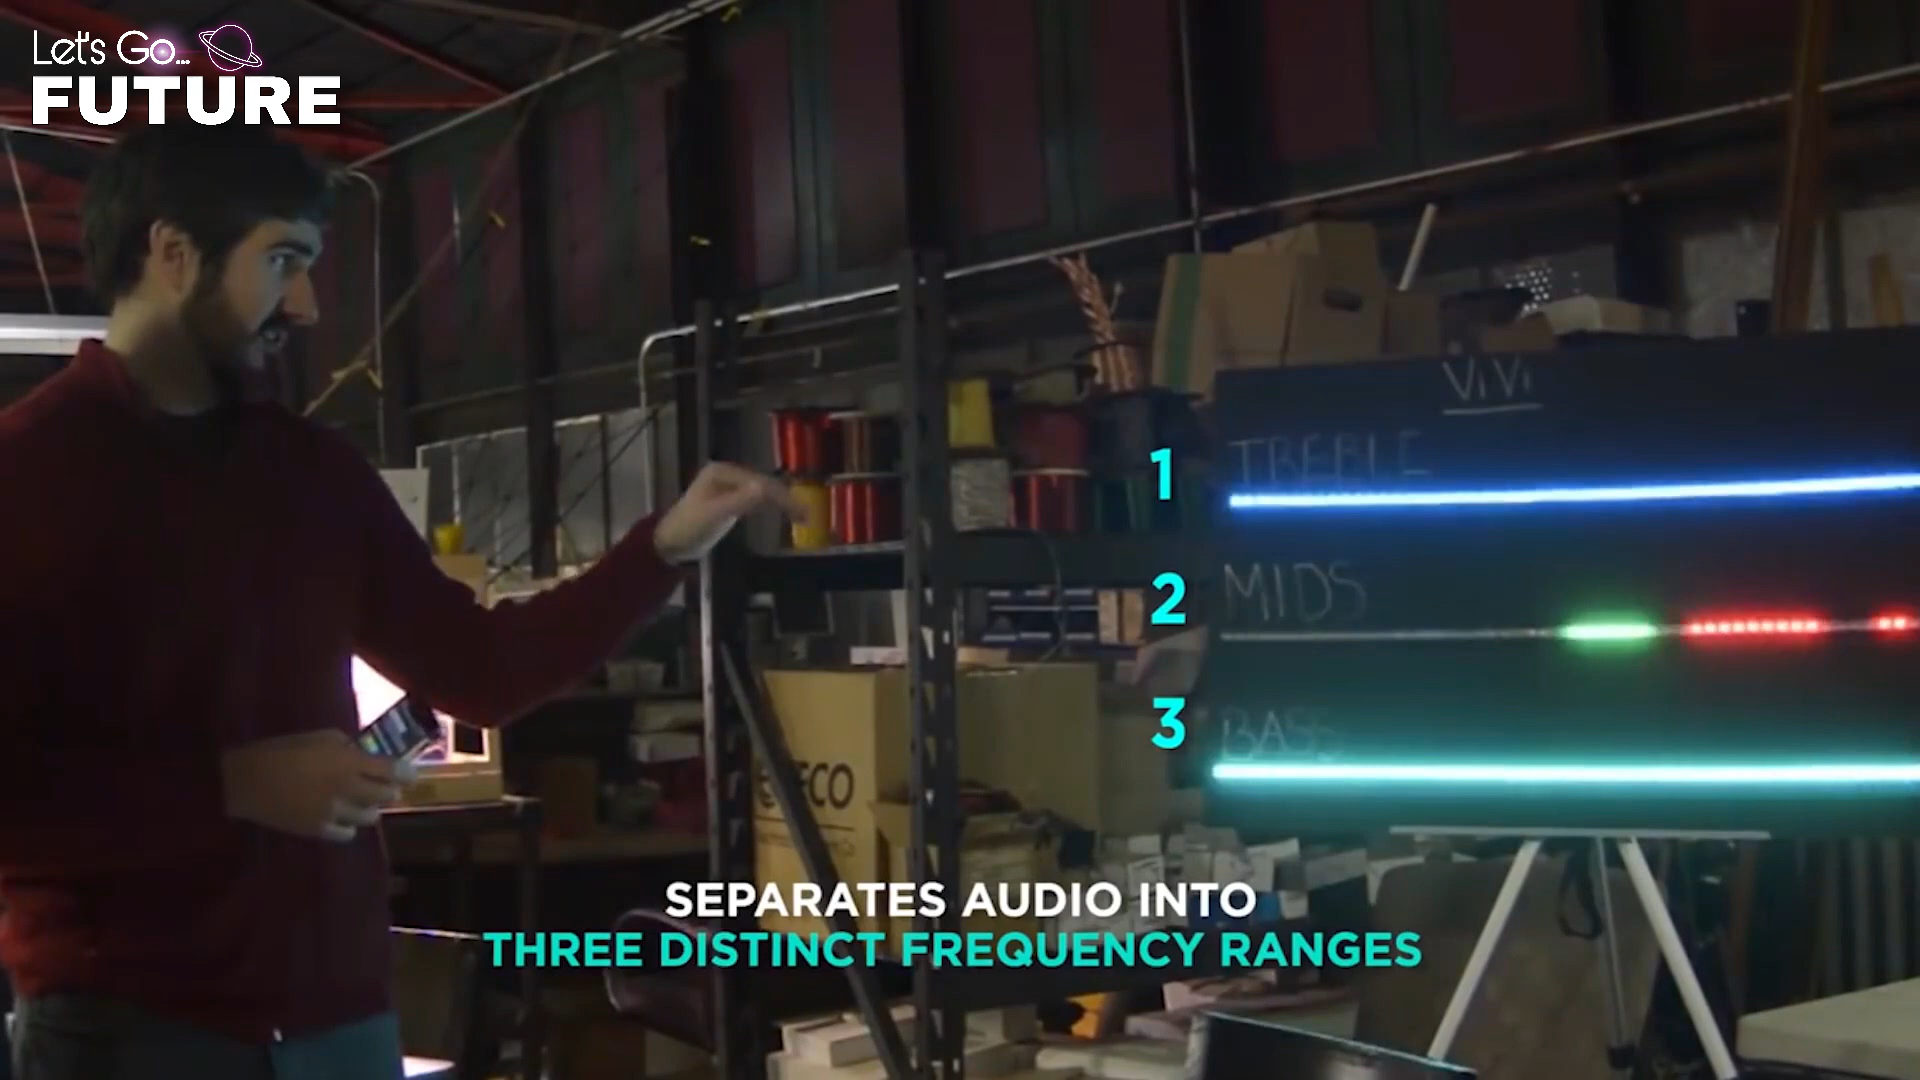 Let's Go...
FUTURE
ViVi
1
TREBLE
2
MIDS
3
BASS
SEPARATES AUDIO INTO
THREE DISTINCT FREQUENCY RANGES